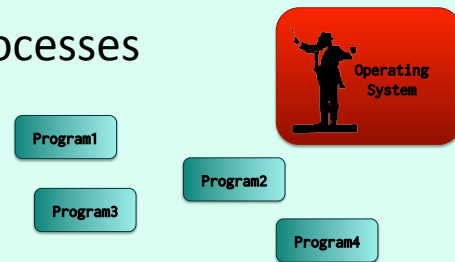 ocesses
Operating
System
Program1
Program2
Program3
Program4